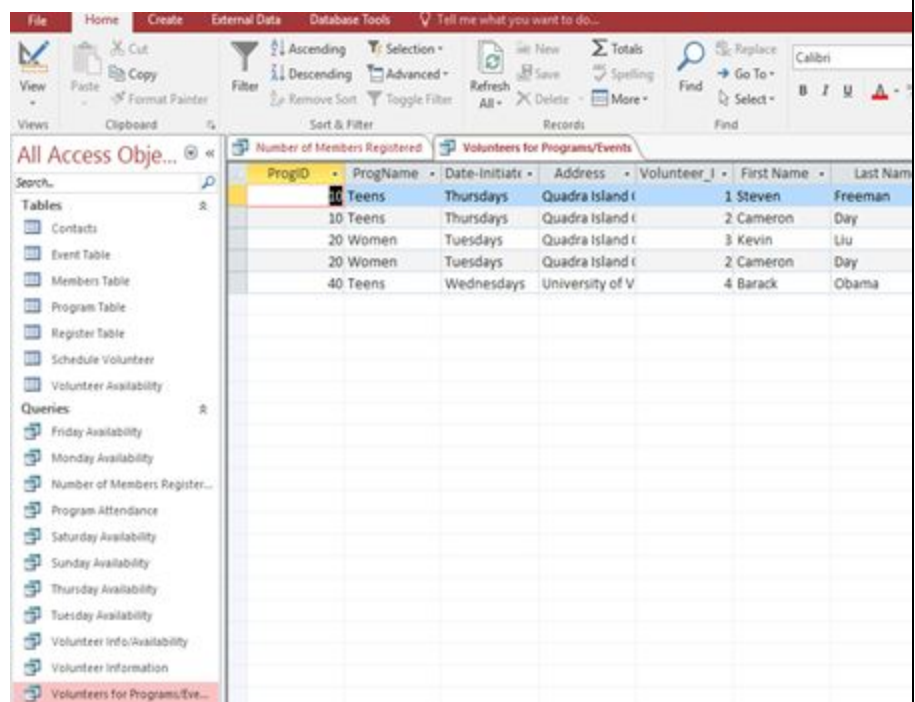 File Home Create External Data Database Tools Tell me what you want to do...
Cut Ascending Selection New Totals Replace Calibri
View Paste Copy Filter Descending Advanced Refresh All Save Spelling Find Go To
Format Painter Remove Sort Toggle Filter Delete More Select B I U A
Views Clipboard Sort & Filter Records Find
All Access Obje... « Number of Members Registered Volunteers for Programs/Events
Search..
ProgID ProgName Date-Initiate Address Volunteer_I First Name Last Nam
10 Teens Thursdays Quadra Island ( 1 Steven Freeman
10 Teens Thursdays Quadra Island ( 2 Cameron Day
20 Women Tuesdays Quadra Island ( 3 Kevin Liu
20 Women Tuesdays Quadra Island ( 2 Cameron Day
40 Teens Wednesdays University of V 4 Barack Obama
Tables
Contacts
Event Table
Members Table
Program Table
Register Table
Schedule Volunteer
Volunteer Availability
Queries
Friday Availability
Monday Availability
Number of Members Register...
Program Attendance
Saturday Availability
Sunday Availability
Thursday Availability
Tuesday Availability
Volunteer Info/Availability
Volunteer Information
Volunteers for Programs/Eve...